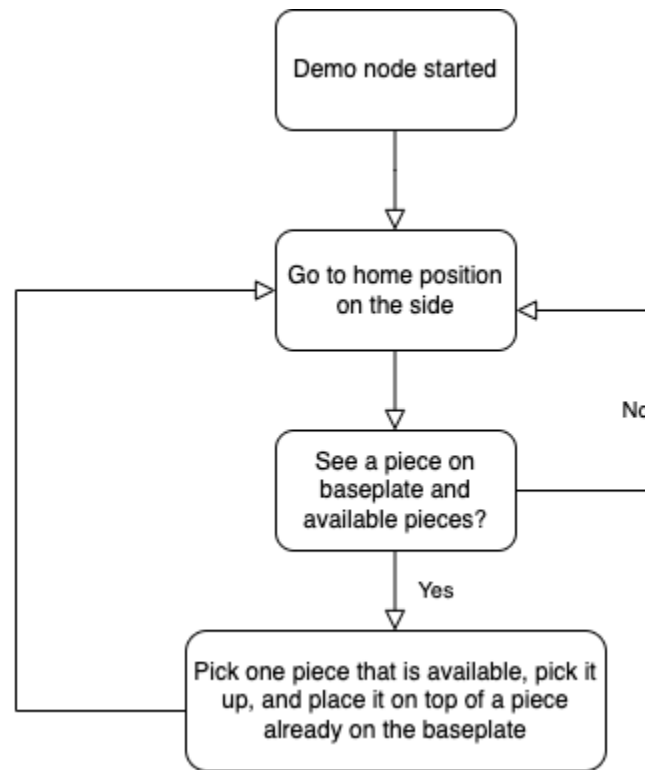 Demo node started
Go to home position
on the side
See a piece on
baseplate and
available pieces?
No
Yes
Pick one piece that is available, pick it
up, and place it on top of a piece
already on the baseplate